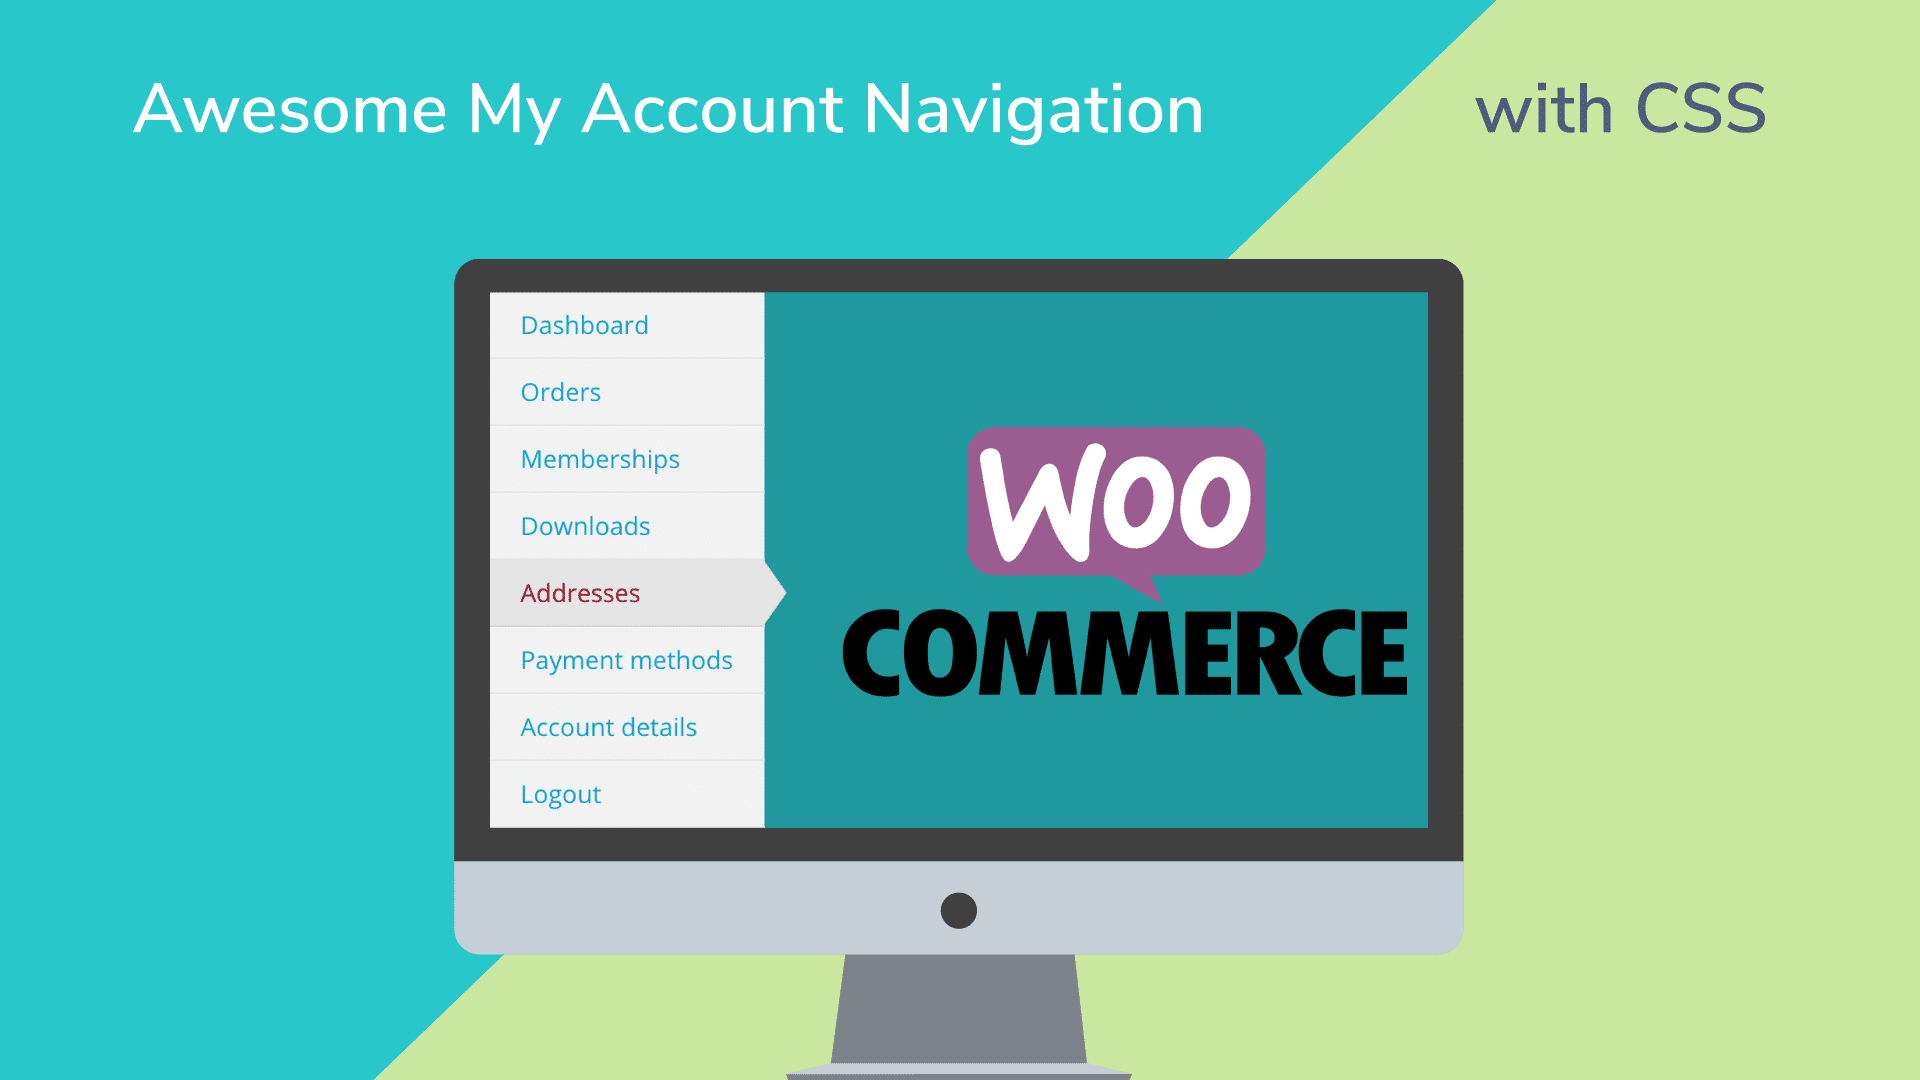 Awesome My Account Navigation with CSS
Dashboard
Orders
Memberships
Downloads
Addresses
Payment methods
Account details
Logout
WOO
COMMERCE